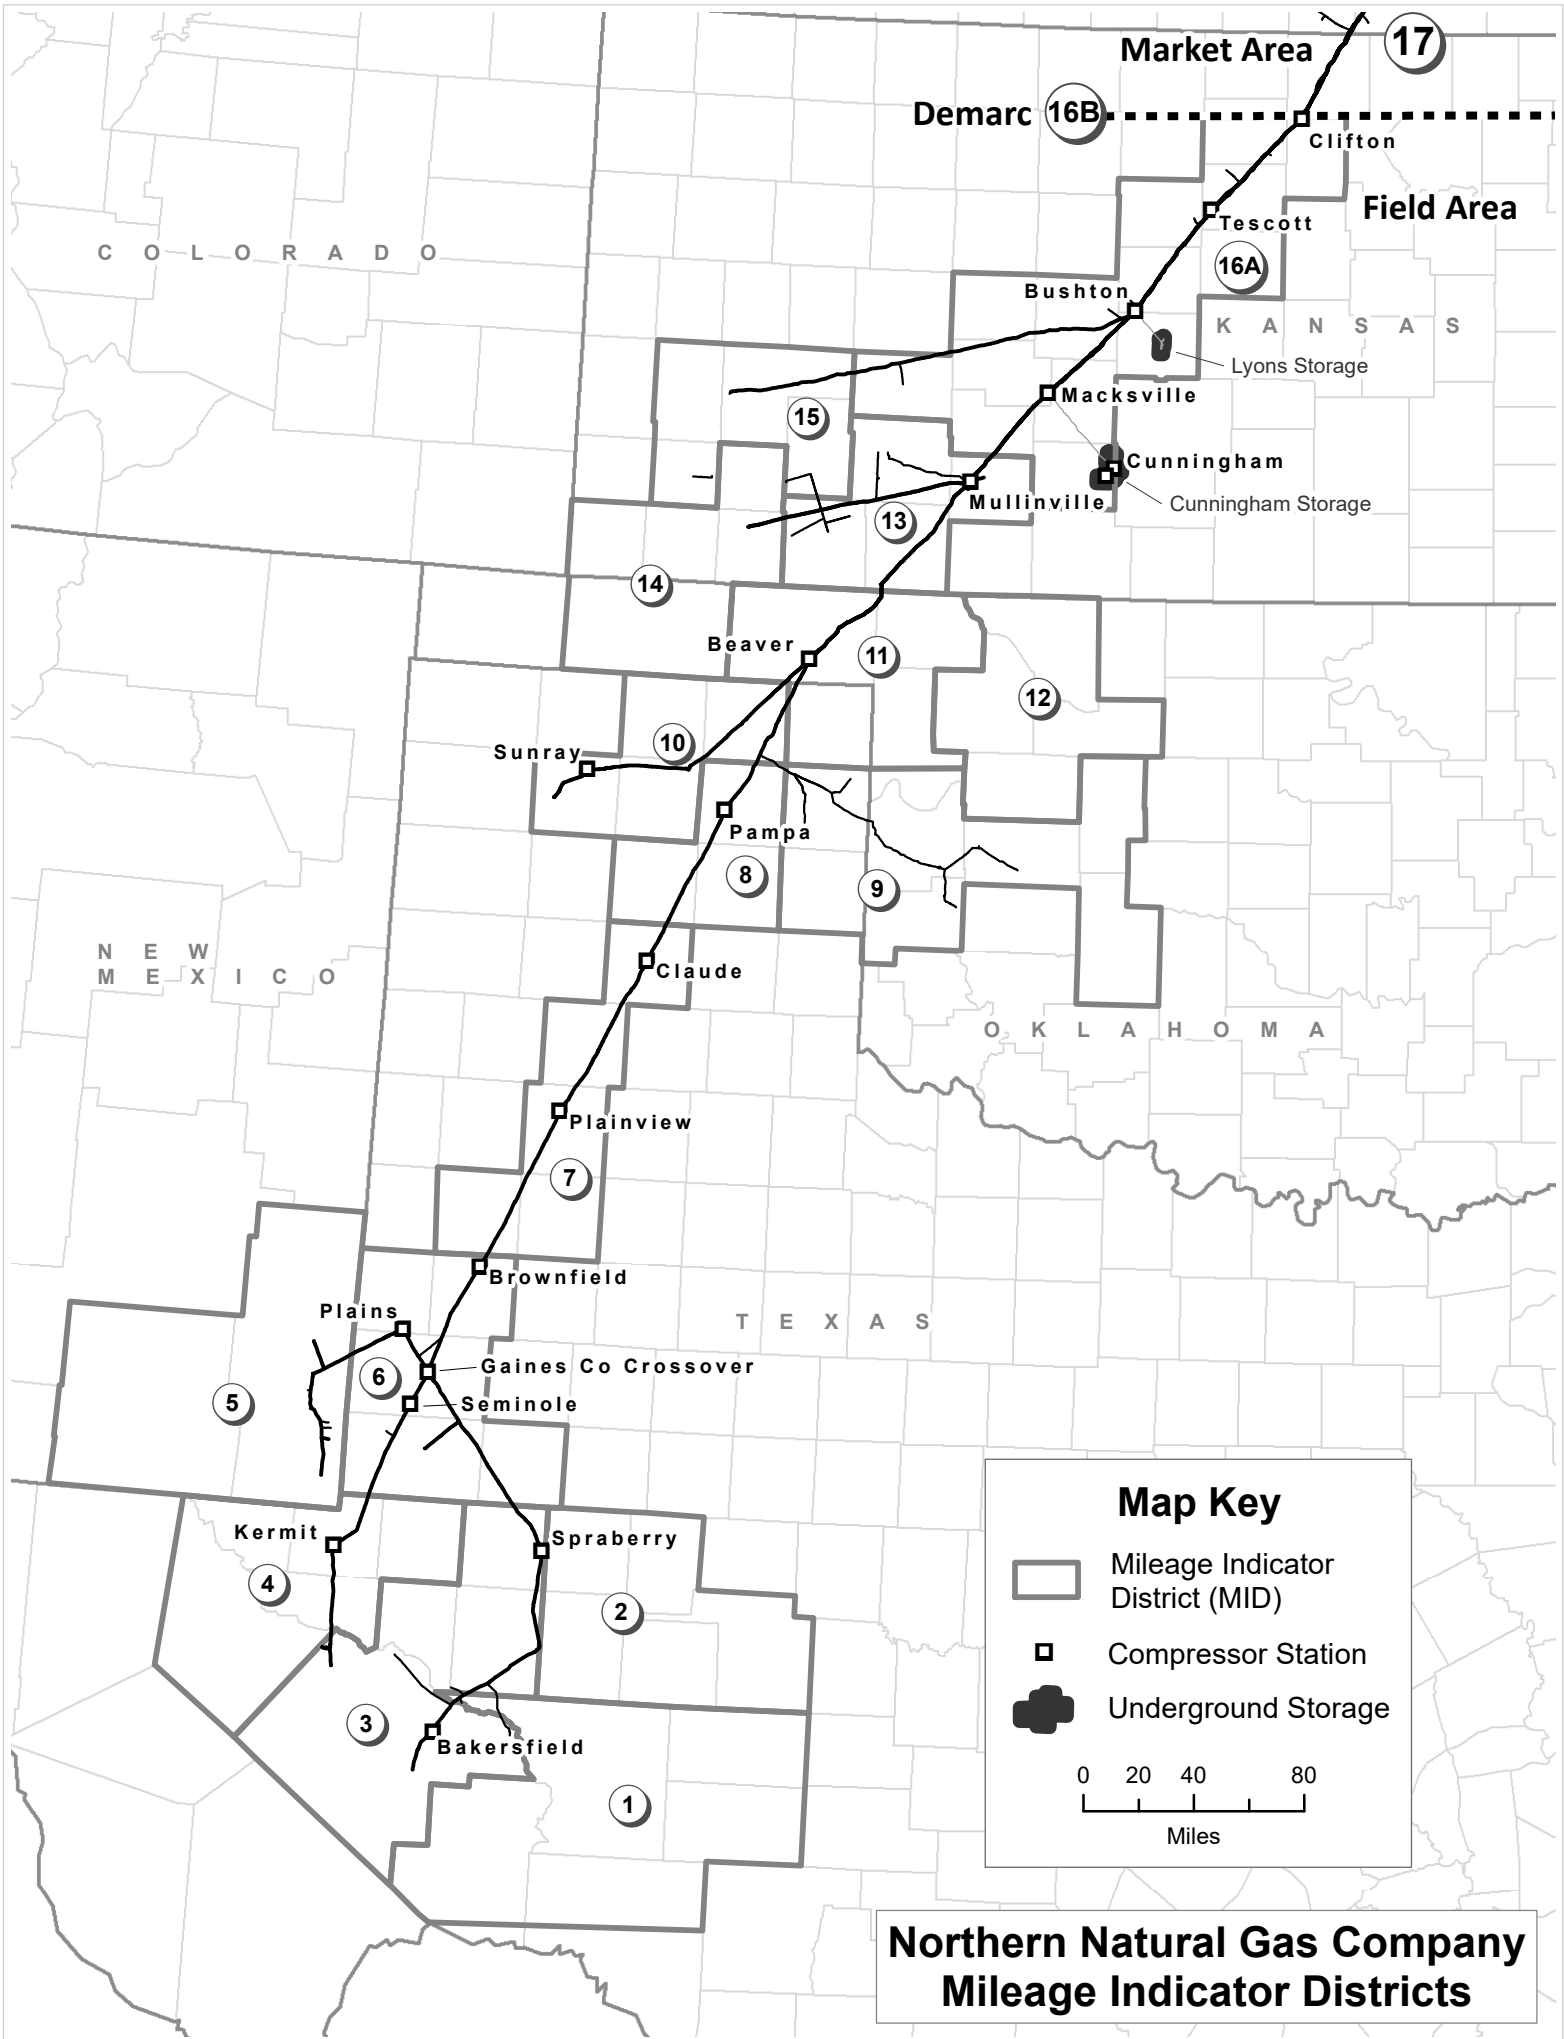 Market Area
17
Demarc
16B
Clifton
Field Area
Tescott
16A
COLORADO
Bushton
KANSAS
Lyons Storage
Macksville
15
Cunningham
Mullinville
Cunningham Storage
13
14
Beaver
11
12
10
Sunray
Pampa
8
9
NEW
MEXICO
Claude
OKLAHOMA
Plainview
7
Brownfield
Plains
TEXAS
Gaines Co Crossover
6
5
Seminole
Kermit
Spraberry
4
2
3
Bakersfield
1
Map Key
Mileage Indicator
District (MID)
Compressor Station
Underground Storage
0 20 40 80
Miles
Northern Natural Gas Company
Mileage Indicator Districts